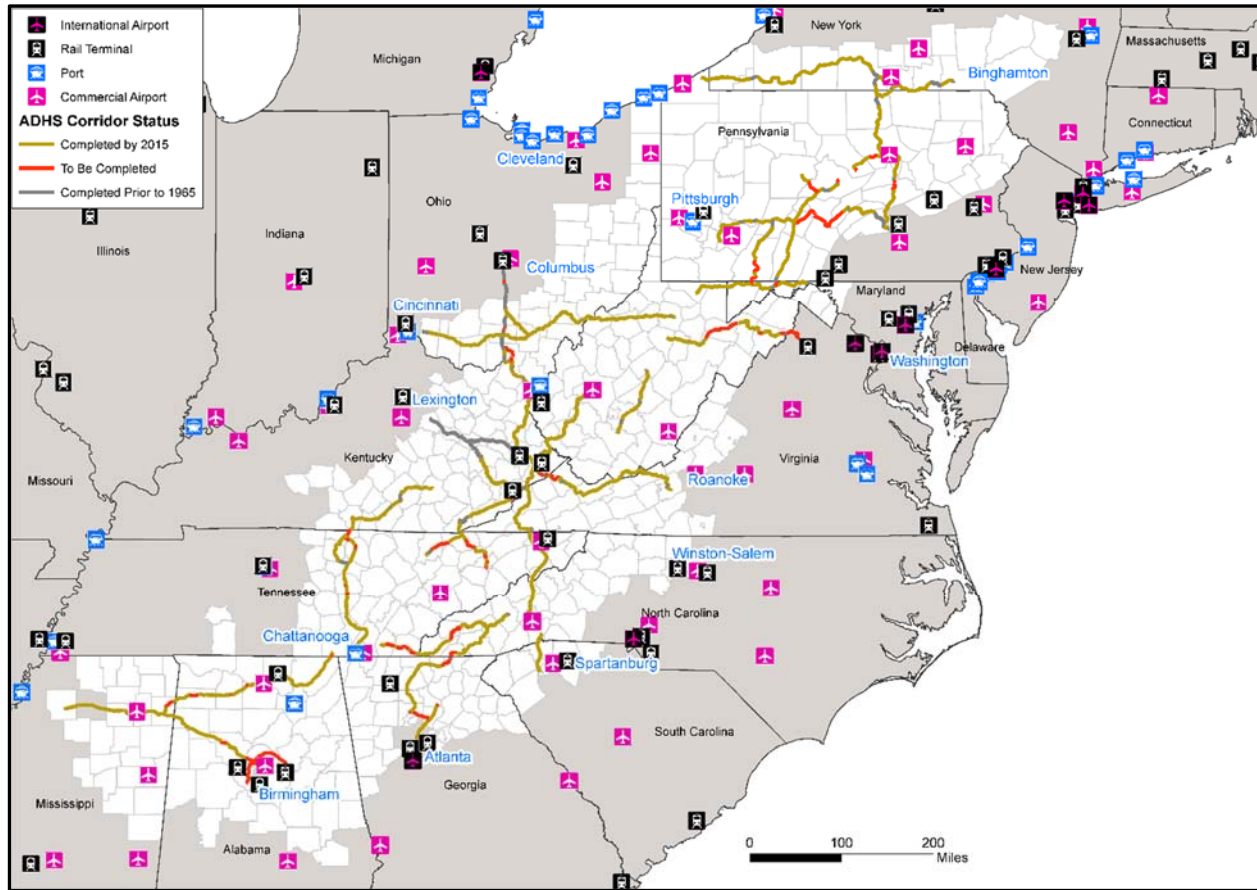 International Airport
Rail Terminal
Port
Commercial Airport
ADHS Corridor Status
Completed by 2015
To Be Completed
Completed Prior to 1965
New York
Massachusetts
Michigan
Binghamton
Connecticut
Pennsylvania
Cleveland
Pittsburgh
Ohio
Illinois
Indiana
New Jersey
Columbus
Maryland
Cincinnati
Delaware
Washington
Lexington
Kentucky
Virginia
Missouri
Roanoke
Winston-Salem
Tennessee
North Carolina
Chattanooga
Spartanburg
South Carolina
Atlanta
Georgia
Mississippi
Birmingham
Alabama
0 100 200
Miles